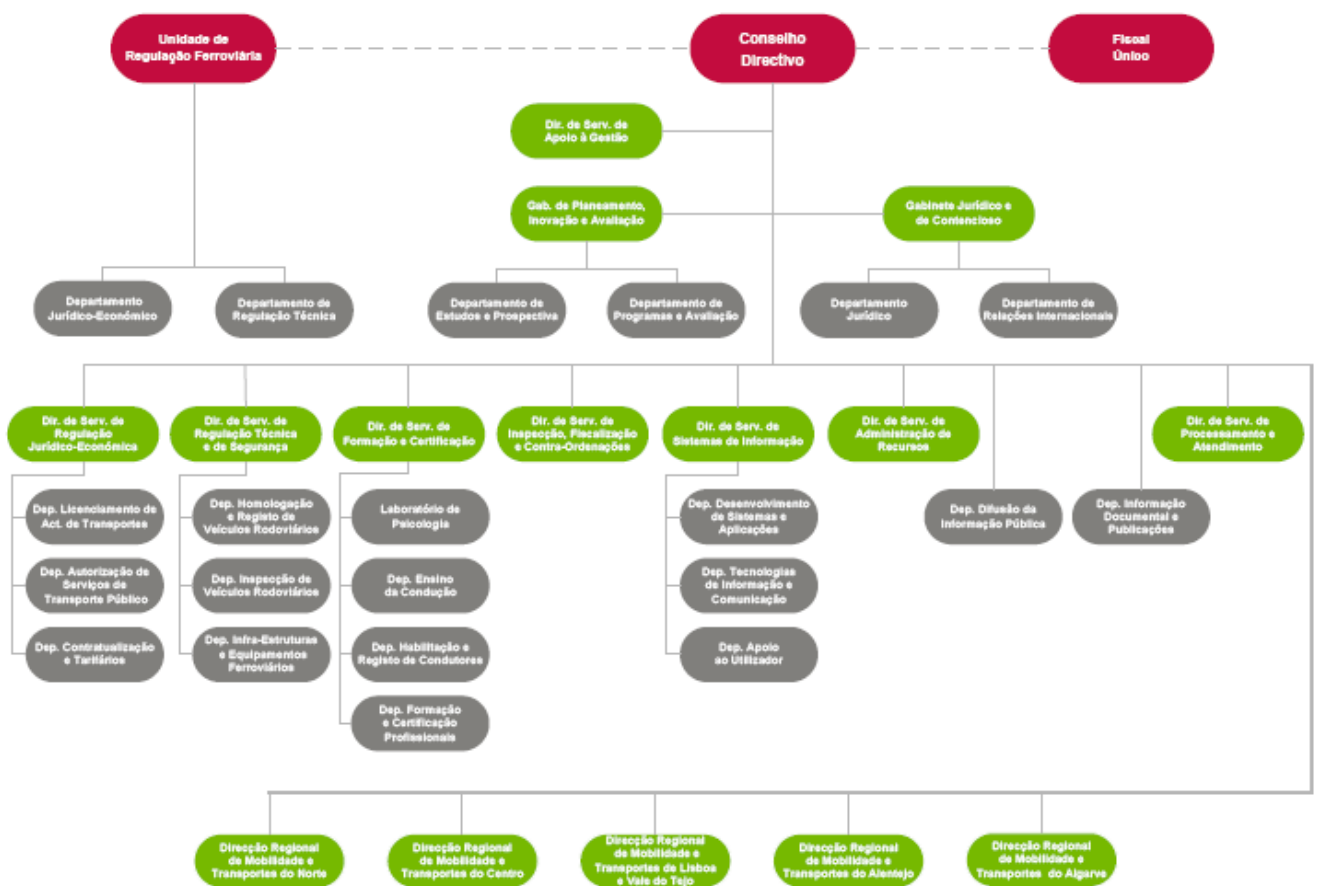 Unidade de
Regulação Ferroviária
Conselho
Directivo
Fiscal
Único
Dir. de Serv. de
Apoio à Gestão
Gab. de Planeamento,
Inovação e Avaliação
Gabinete Jurídico e
de Contencioso
Departamento
Jurídico-Económico
Departamento de
Regulação Técnica
Departamento de
Estudos e Prospectiva
Departamento de
Programas e Avaliação
Departamento
Jurídico
Departamento de
Relações Internacionais
Dir. de Serv. de
Regulação
Jurídico-Económica
Dir. de Serv. de
Regulação Técnica
e de Segurança
Dir. de Serv. de
Formação e Certificação
Dir. de Serv. de
Inspecção, Fiscalização
e Contra-Ordenações
Dir. de Serv. de
Sistemas de Informação
Dir. de Serv. de
Administração de
Recursos
Dir. de Serv. de
Processamento e
Atendimento
Dep. Licenciamento de
Act. de Transportes
Dep. Homologação
e Registo de
Veículos Rodoviários
Laboratório de
Psicologia
Dep. Desenvolvimento
de Sistemas e
Aplicações
Dep. Difusão da
Informação Pública
Dep. Informação
Documental e
Publicações
Dep. Autorização de
Serviços de
Transporte Público
Dep. Inspecção de
Veículos Rodoviários
Dep. Ensino
da Condução
Dep. Tecnologias
de Informação e
Comunicação
Dep. Contratualização
e Tarifários
Dep. Infra-Estruturas
e Equipamentos
Ferroviários
Dep. Habilitação e
Registo de Condutores
Dep. Apoio
ao Utilizador
Dep. Formação
e Certificação
Profissionais
Direcção Regional
de Mobilidade e
Transportes do Norte
Direcção Regional
de Mobilidade e
Transportes do Centro
Direcção Regional
de Mobilidade e
Transportes de Lisboa
e Vale do Tejo
Direcção Regional
de Mobilidade e
Transportes do Alentejo
Direcção Regional
de Mobilidade e
Transportes do Algarve